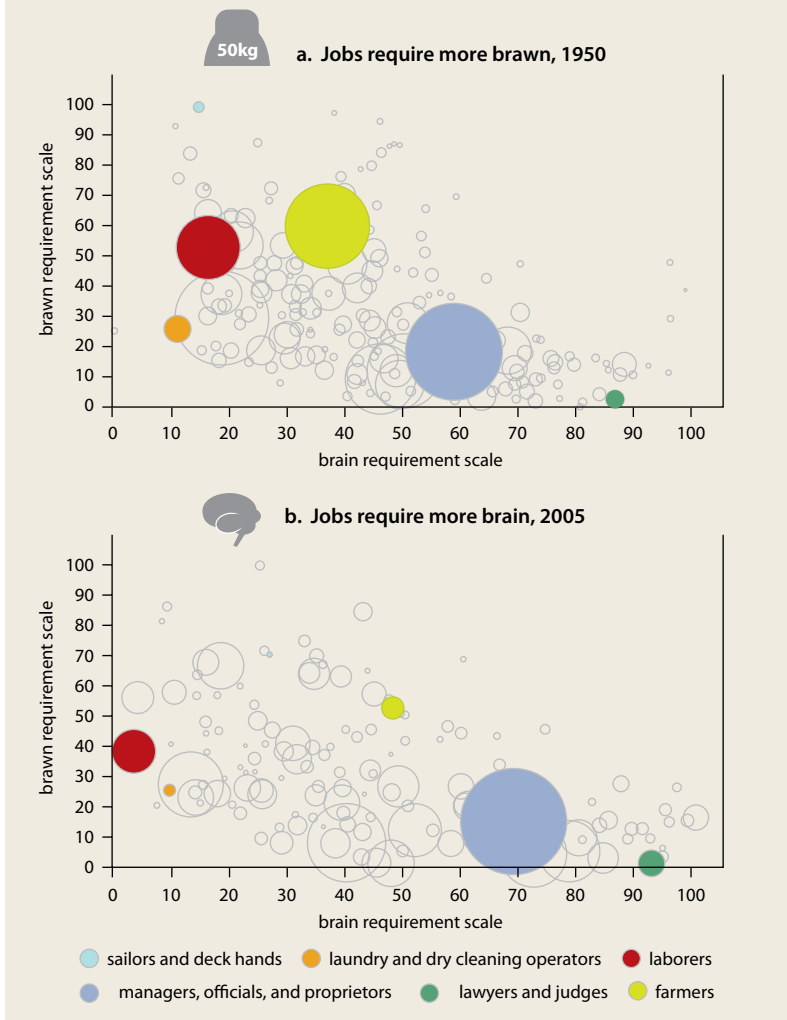 50kg
a. Jobs require more brawn, 1950
100
90
80
70
60
50
40
30
20
10
0
brawn requirement scale
0 10 20 30 40 50 60 70 80 90 100
brain requirement scale
b. Jobs require more brain, 2005
100
90
80
70
60
50
40
30
20
10
0
brawn requirement scale
0 10 20 30 40 50 60 70 80 90 100
brain requirement scale
sailors and deck hands laundry and dry cleaning operators laborers
managers, officials, and proprietors lawyers and judges farmers